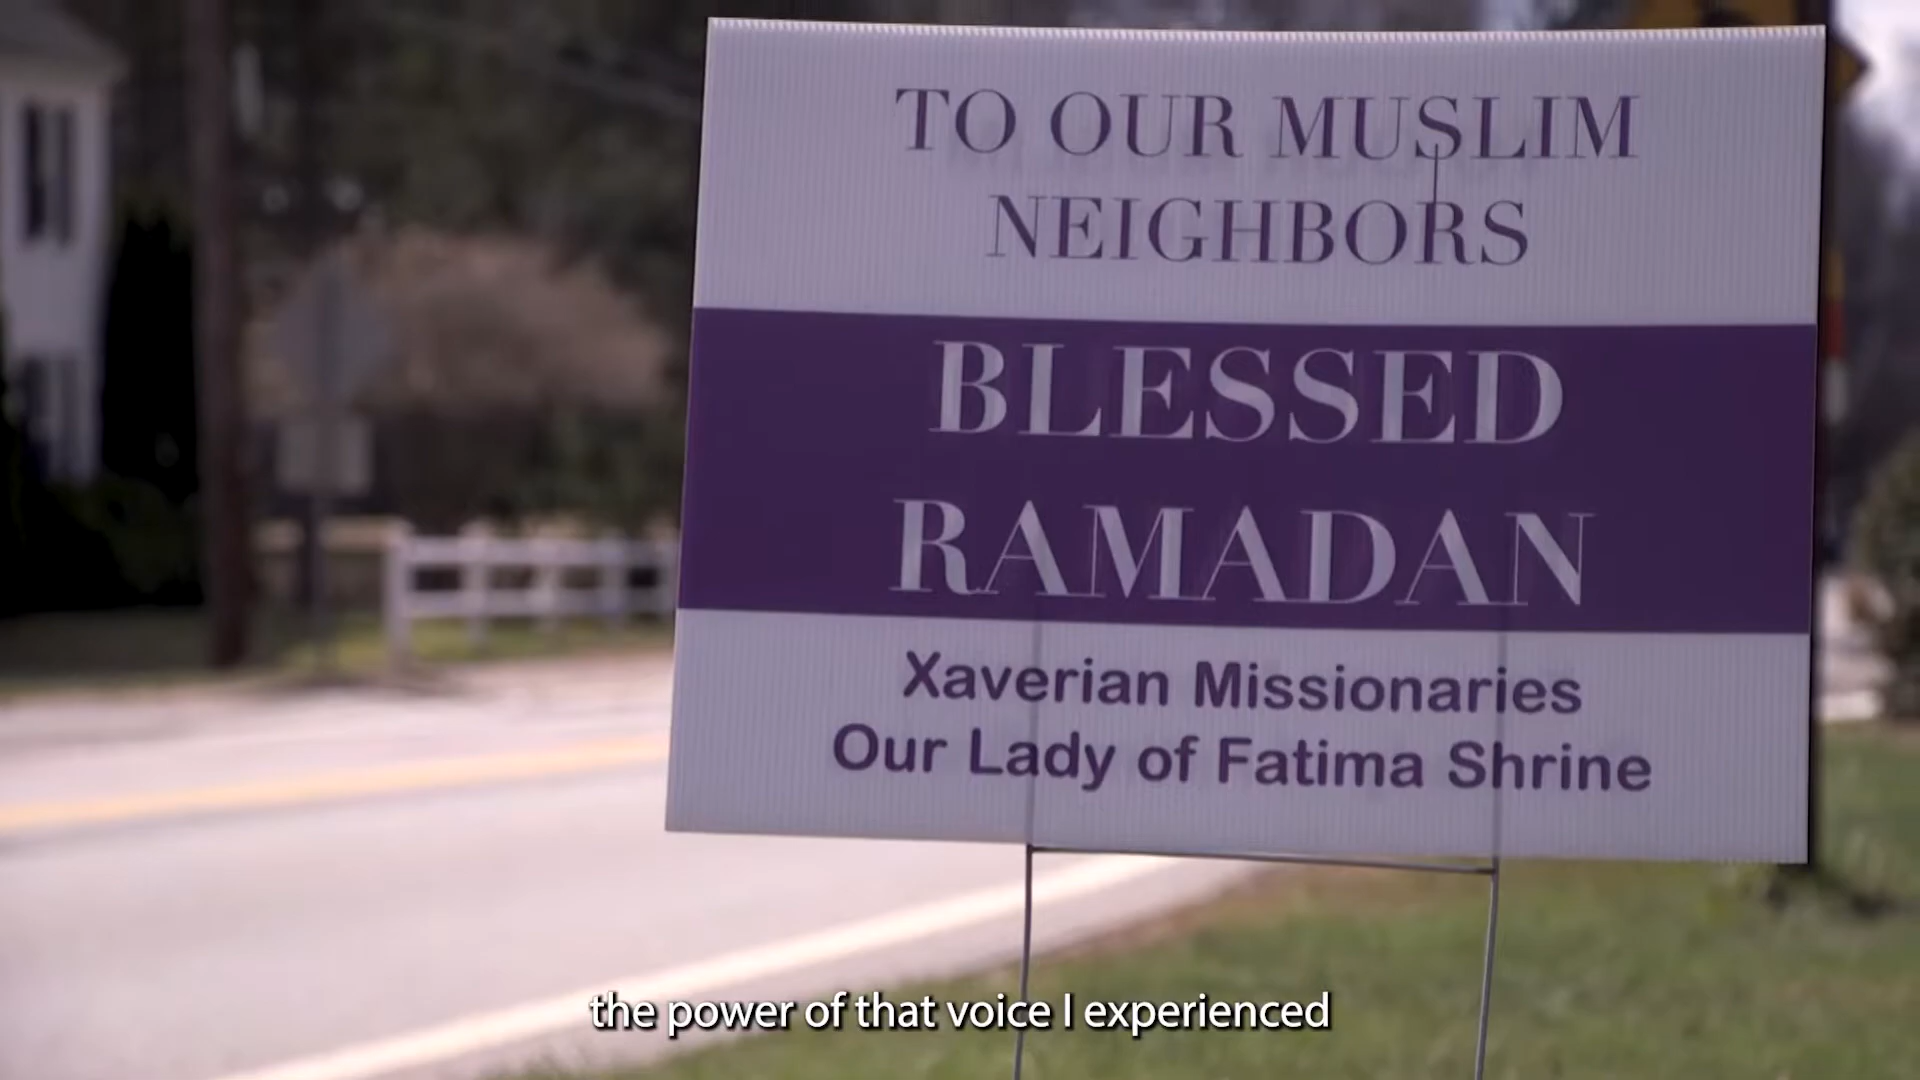 TO OUR MUSLIM
NEIGHBORS
BLESSED
RAMADAN
Xaverian Missionaries
Our Lady of Fatima Shrine
the power of that voice I experienced